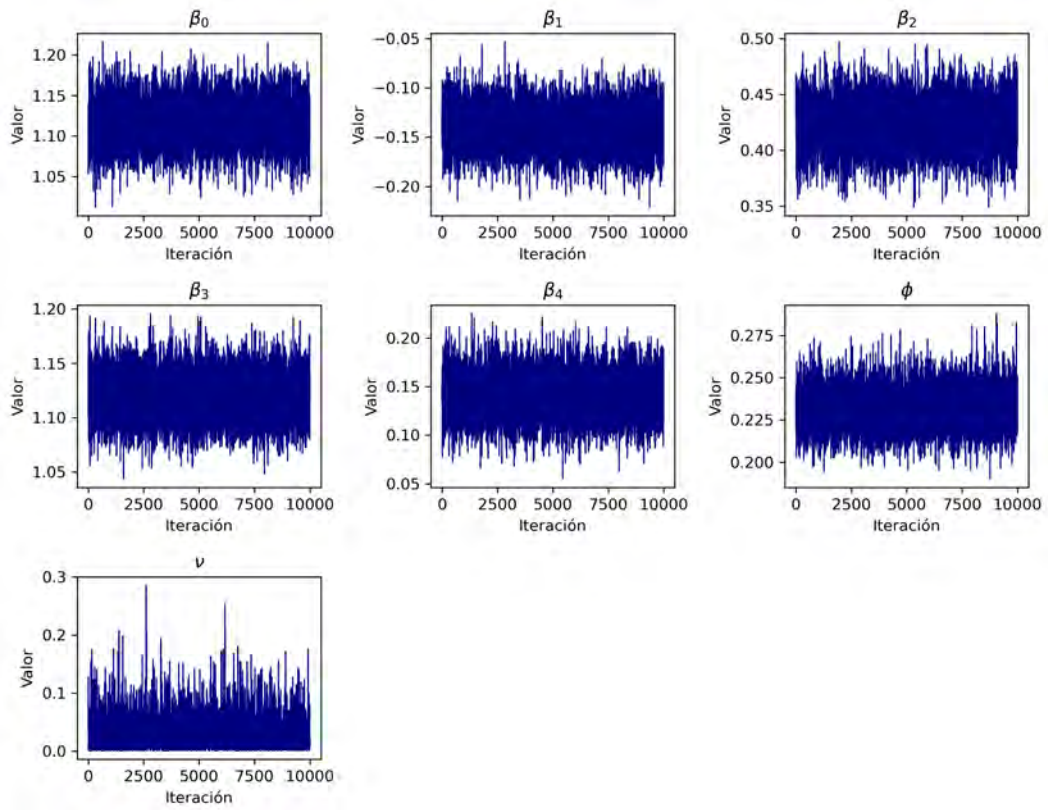 β0 β1 β2
1.20 −0.05 0.50
1.15 −0.10 0.45
Valor Valor Valor
1.10 −0.15 0.40
1.05 −0.20 0.35
0 2500 5000 7500 10000 0 2500 5000 7500 10000 0 2500 5000 7500 10000
Iteración Iteración Iteración
β3 β4 ϕ
1.20 0.20 0.275
1.15 0.15 0.250
Valor Valor Valor
1.10 0.10 0.225
1.05 0.05 0.200
0 2500 5000 7500 10000 0 2500 5000 7500 10000 0 2500 5000 7500 10000
Iteración Iteración Iteración
ν
0.3
0.2
Valor
0.1
0.0
0 2500 5000 7500 10000
Iteración